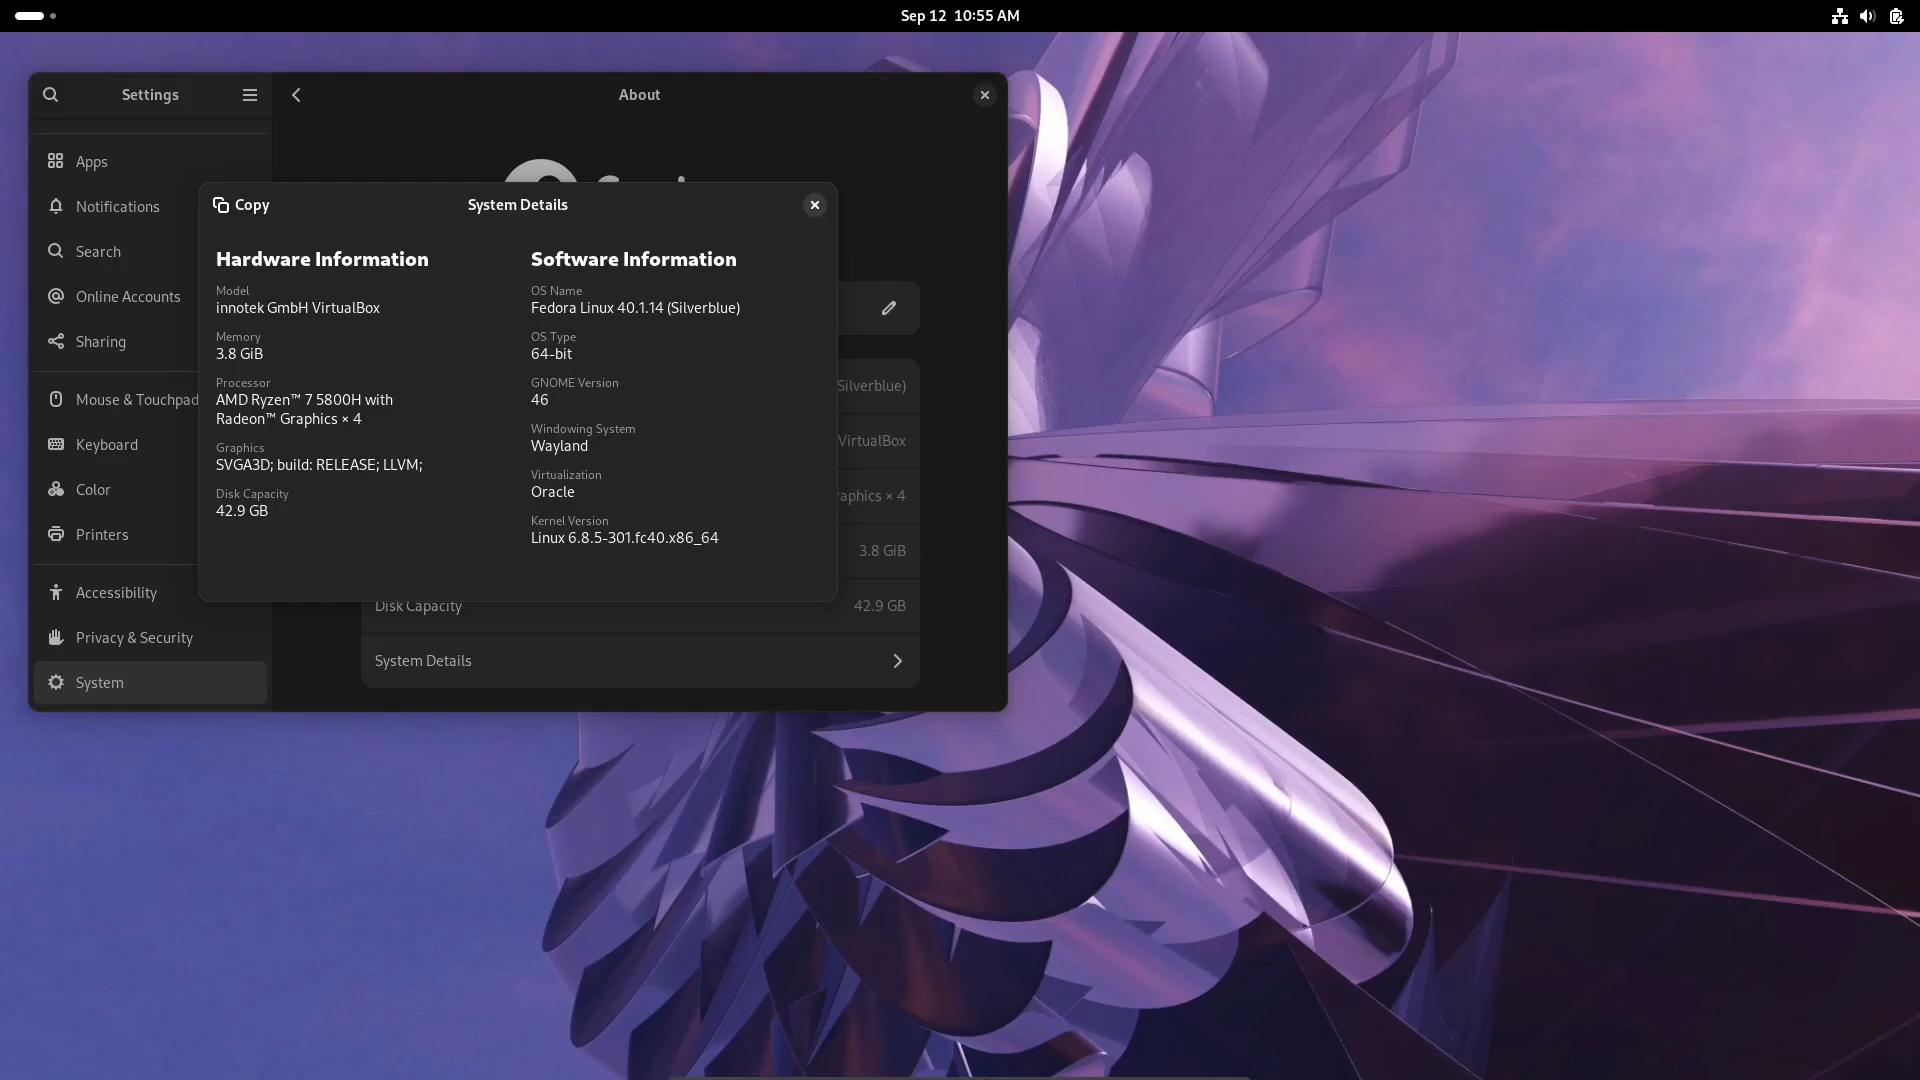 Sep 12 10:55 AM
Settings
About
Apps
Notifications
Search
Online Accounts
Sharing
Mouse & Touchpad
Keyboard
Color
Printers
Accessibility
Privacy & Security
System
Copy
System Details
Hardware Information
Model
innotek GmbH VirtualBox
Memory
3.8 GiB
Processor
AMD Ryzen™ 7 5800H with
Radeon™ Graphics × 4
Graphics
SVGA3D; build: RELEASE; LLVM;
Disk Capacity
42.9 GB
Software Information
OS Name
Fedora Linux 40.1.14 (Silverblue)
OS Type
64-bit
GNOME Version
46
Windowing System
Wayland
Virtualization
Oracle
Kernel Version
Linux 6.8.5-301.fc40.x86_64
Silverblue)
VirtualBox
raphics × 4
3.8 GiB
Disk Capacity 42.9 GB
System Details